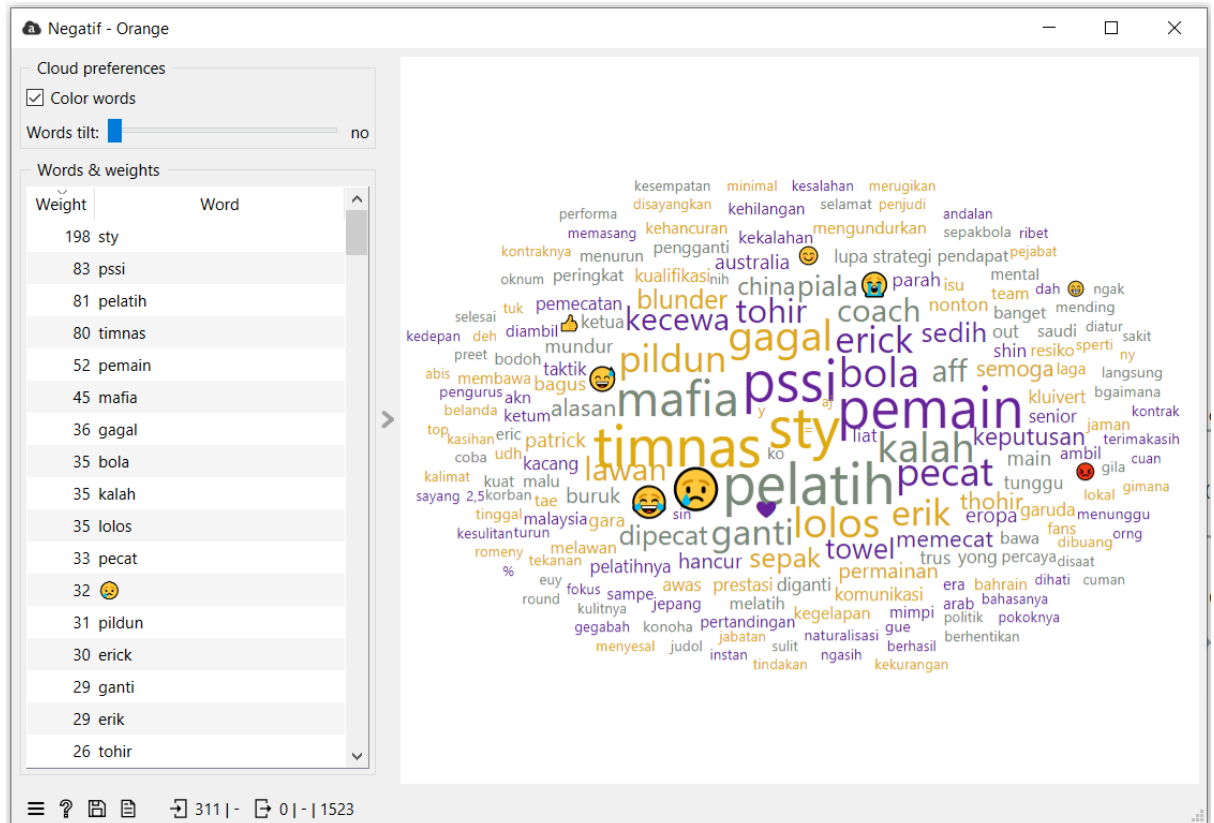 Negatif - Orange
Cloud preferences
Color words
Words tilt: no
Words & weights
Weight Word
198 sty
83 pssi
81 pelatih
80 timnas
52 pemain
45 mafia
36 gagal
35 bola
35 kalah
35 lolos
33 pecat
32 😥
31 pildun
30 erick
29 ganti
29 erik
26 tohir
311 | - 0 | - | 1523
kesempatan minimal kesalahan merugikan
performa disayangkan kehilangan selamat penjudi andalan
memasang kehancuran kekalahan mengundurkan sepakbola ribet
kontraknya menurun pengganti australia 😊 lupa strategi pendapat pejabat
oknum peringkat kualifikasi nih china piala 😭 parah isu mental
selesai tuk pemecatan blunder tohir coach nonton team dah 😁 ngak
kedepan deh diambil 👍 ketua kecewa gagal erick sedih banget mending
preet bodoh mundur pildun pssi bola aff out saudi diatur sakit
abis membawa taktik bagus 😅 mafia pemain semoga shin resiko sperti ny
pengurus akn alasan sty y aj kluivert laga langsung
belanda ketum timnas liat kalah keputusan senior bgaimana kontrak
top kasihan eric patrick = ko main ambil jaman terimakasih
coba udh kacang lawan pelatih pecat tunggu 😡 gila cuan
kalimat kuat malu 😂 😢 💜 lolos erik thohir garuda lokal gimana
sayang 2,5 korban tae buruk sin eropa menunggu
tinggal malaysia gara dipecat ganti towel memecat bawa fans orng
kesulitan turun melawan sepak trus yong percaya dibuang
romeny tekanan pelatihnya hancur permainan disaat
% euy fokus sampe awas prestasi diganti komunikasi era bahrain dihati cuman
round kulitnya jepang melatih kegelapan mimpi arab bahasanya
gegabah konoha pertandingan politik pokoknya
menyesal judol jabatan sulit naturalisasi gue berhentikan
instan ngasih berhasil
tindakan kekurangan